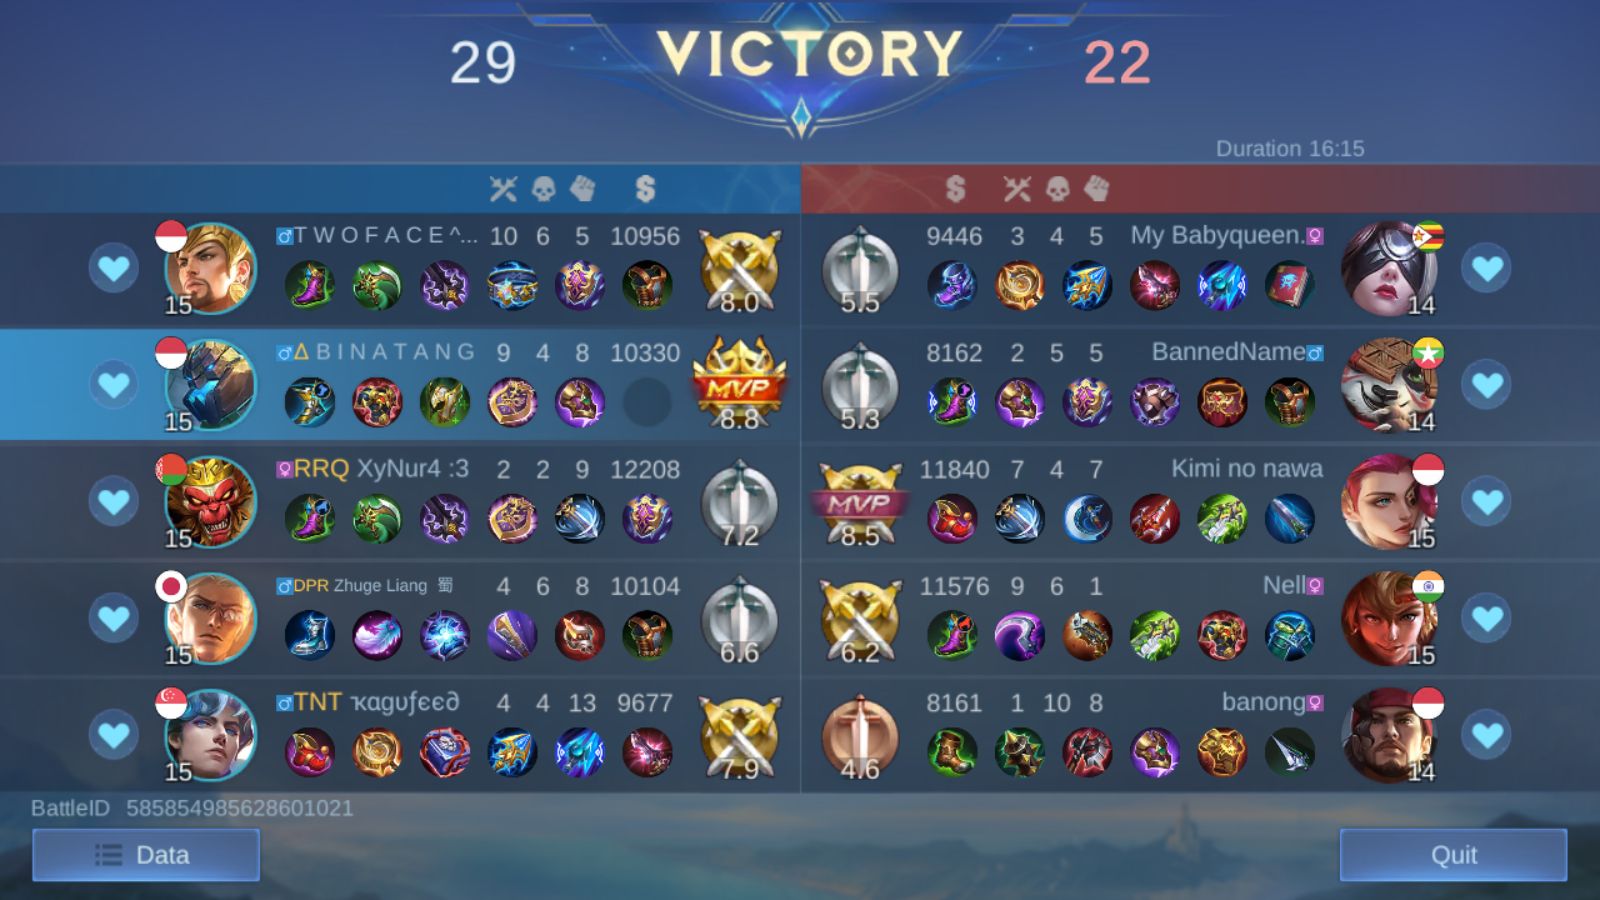 29 VICTORY 22
Duration 16:15
T W O F A C E ^... 10 6 5 10956
15 8.0
9446 3 4 5 My Babyqueen.
5.5 14
Δ B I N A T A N G 9 4 8 10330
MVP
15 8.8
8162 2 5 5 BannedName
5.3 14
RRQ XyNur4 :3 2 2 9 12208
15 7.2
11840 7 4 7 Kimi no nawa
MVP
8.5 15
DPR Zhuge Liang 蜀 4 6 8 10104
15 6.6
11576 9 6 1 Nell
6.2 15
TNT 4 4 13 9677
15 7.9
8161 1 10 8 banong
4.6 14
BattleID 585854985628601021
Data
Quit